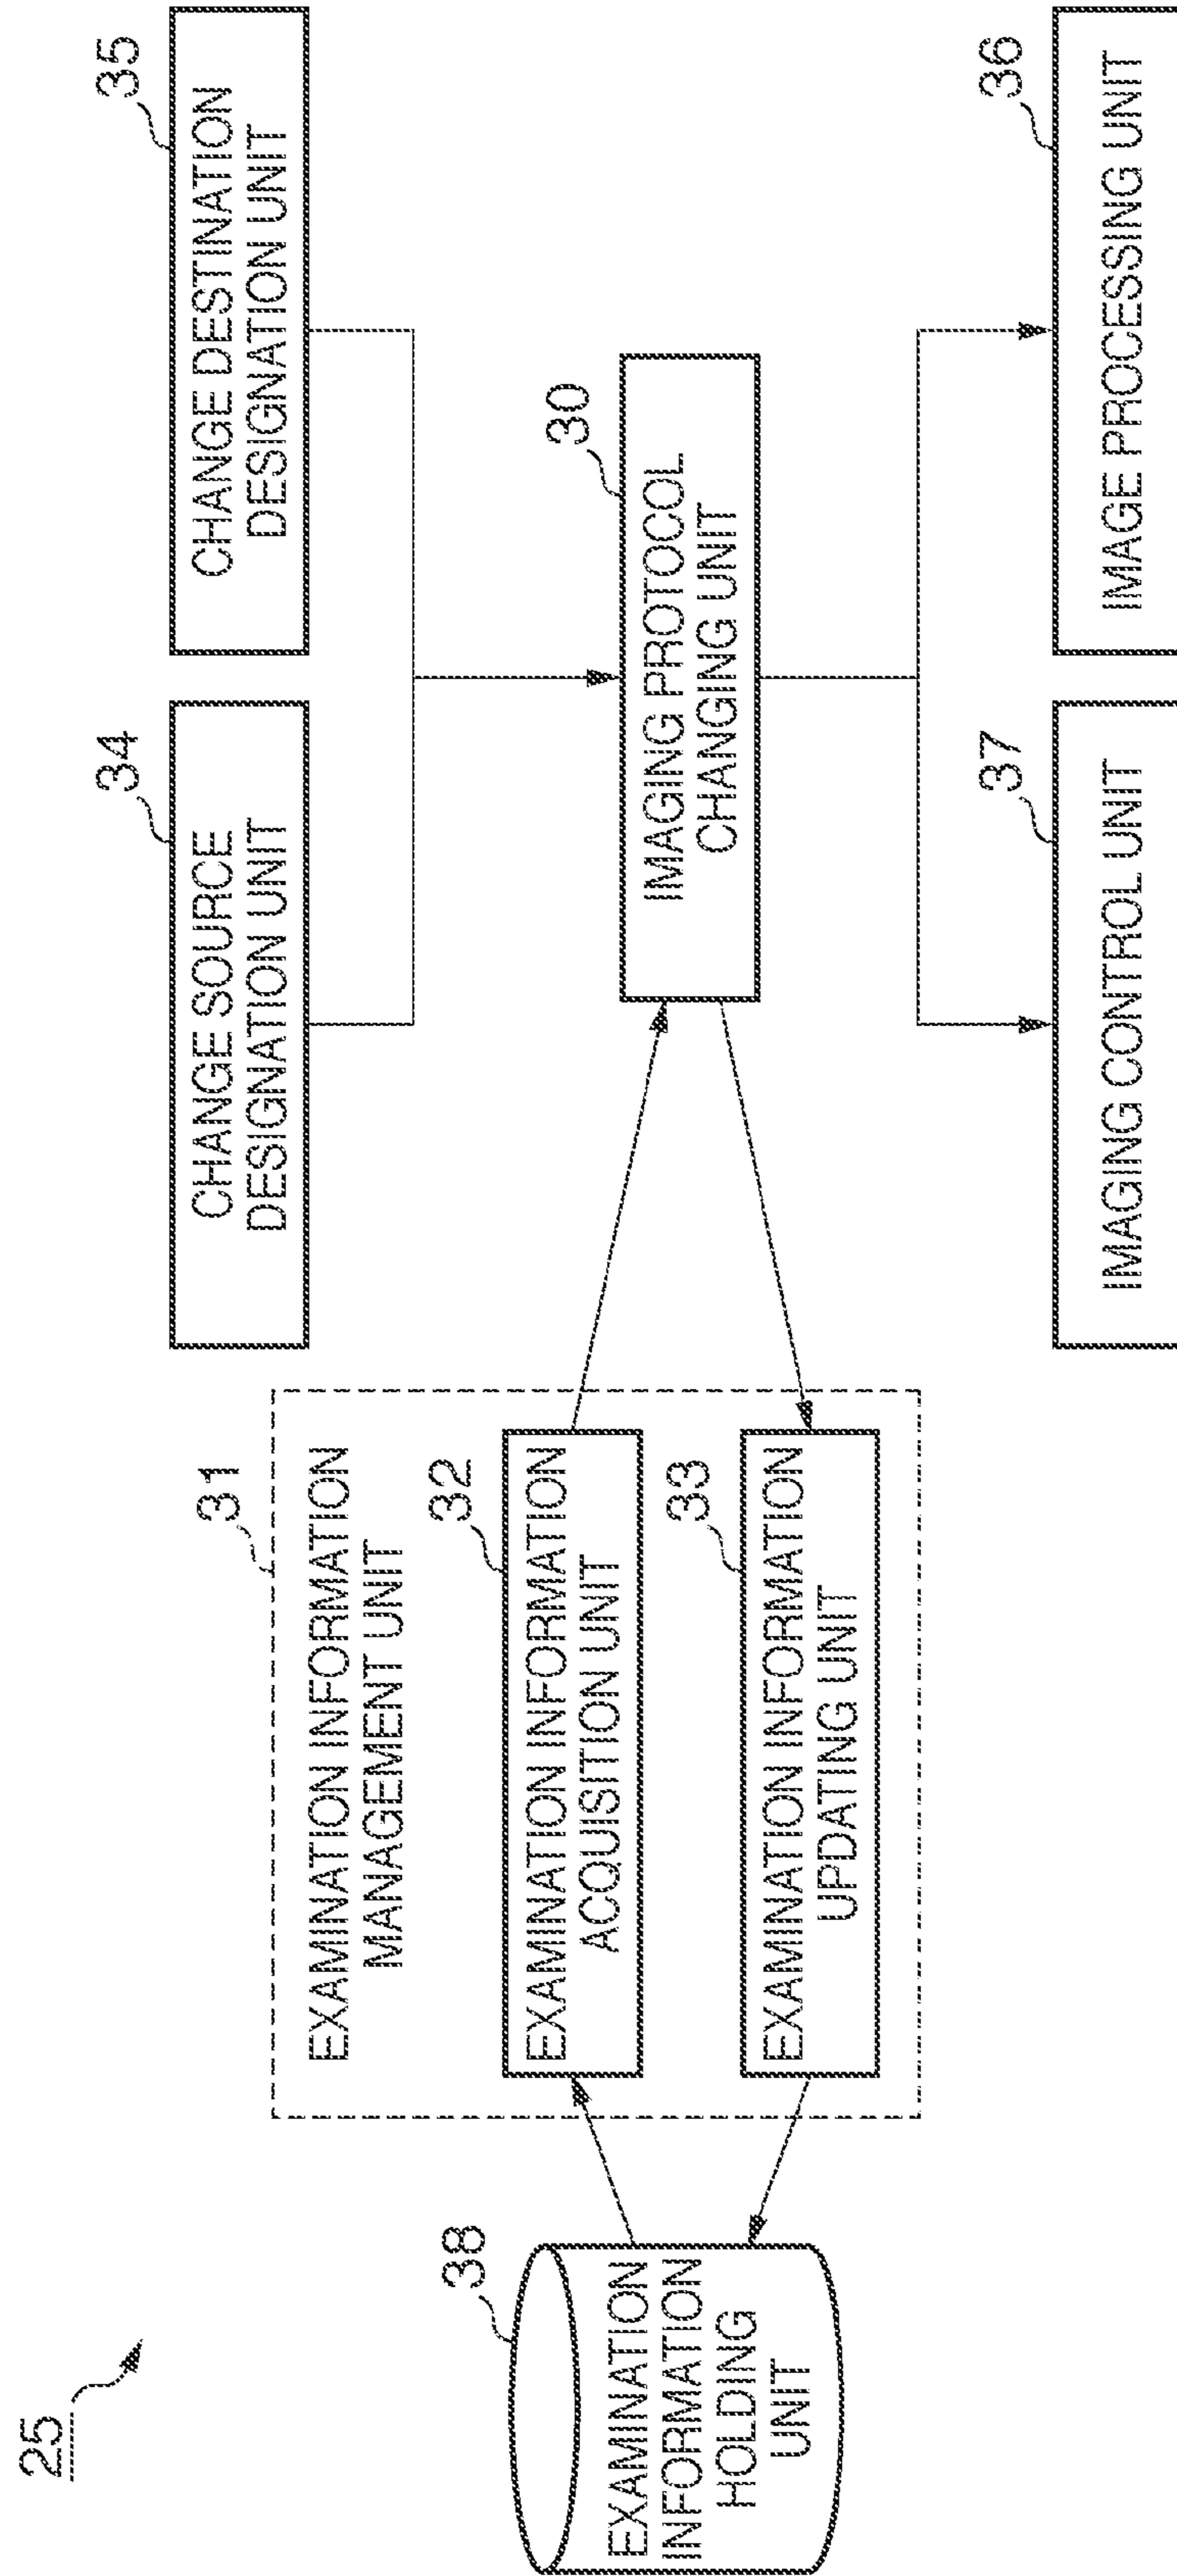 25
38
EXAMINATION
INFORMATION
HOLDING
UNIT
31
EXAMINATION INFORMATION
MANAGEMENT UNIT
32
EXAMINATION INFORMATION
ACQUISITION UNIT
33
EXAMINATION INFORMATION
UPDATING UNIT
34
CHANGE SOURCE
DESIGNATION UNIT
35
CHANGE DESTINATION
DESIGNATION UNIT
30
IMAGING PROTOCOL
CHANGING UNIT
37
IMAGING CONTROL UNIT
36
IMAGE PROCESSING UNIT